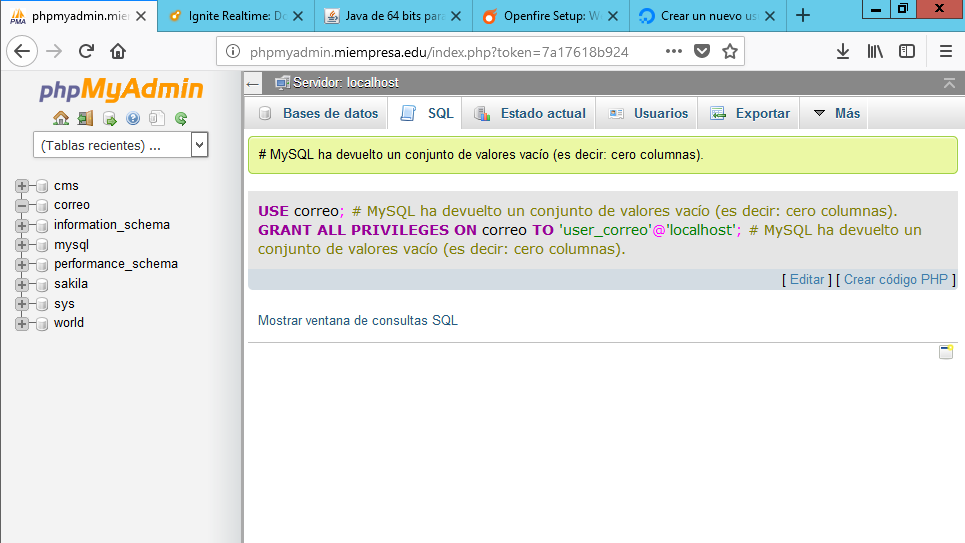 phpmyadmin.mie
Ignite Realtime: Do
Java de 64 bits para
Openfire Setup: W
Crear un nuevo us
phpmyadmin.miempresa.edu/index.php?token=7a17618b924
phpMyAdmin
(Tablas recientes) ...
cms
correo
information_schema
mysql
performance_schema
sakila
sys
world
Servidor: localhost
Bases de datos
SQL
Estado actual
Usuarios
Exportar
Más
# MySQL ha devuelto un conjunto de valores vacío (es decir: cero columnas).
USE correo; # MySQL ha devuelto un conjunto de valores vacío (es decir: cero columnas).
GRANT ALL PRIVILEGES ON correo TO 'user_correo'@'localhost'; # MySQL ha devuelto un
conjunto de valores vacío (es decir: cero columnas).
[ Editar ] [ Crear código PHP ]
Mostrar ventana de consultas SQL